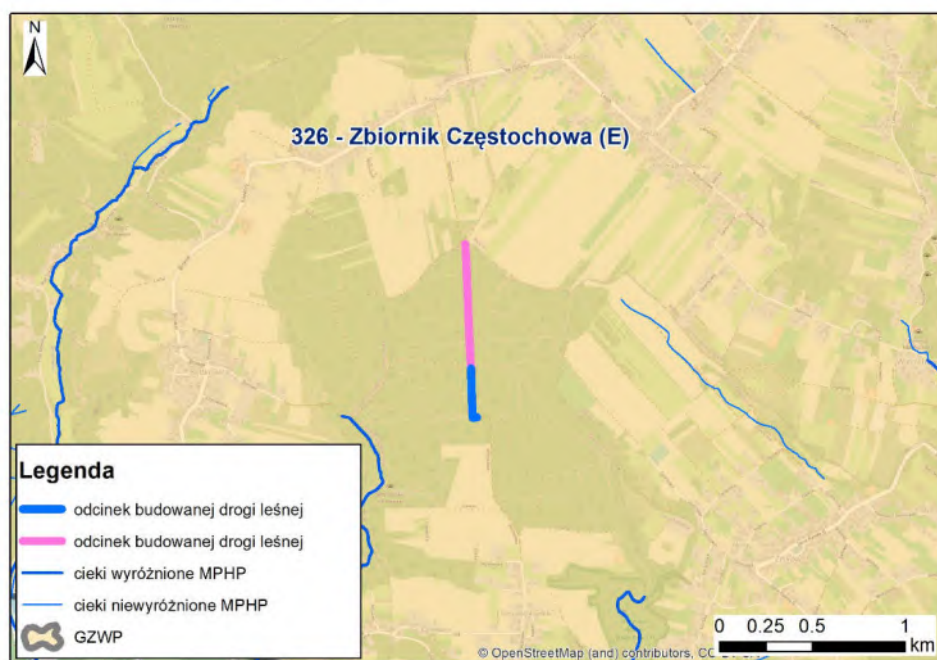 N
326 - Zbiornik Częstochowa (E)
Legenda
odcinek budowanej drogi leśnej
odcinek budowanej drogi leśnej
cieki wyróżnione MPHP
cieki niewyróżnione MPHP
GZWP
0 0.25 0.5 1
km
© OpenStreetMap (and) contributors,